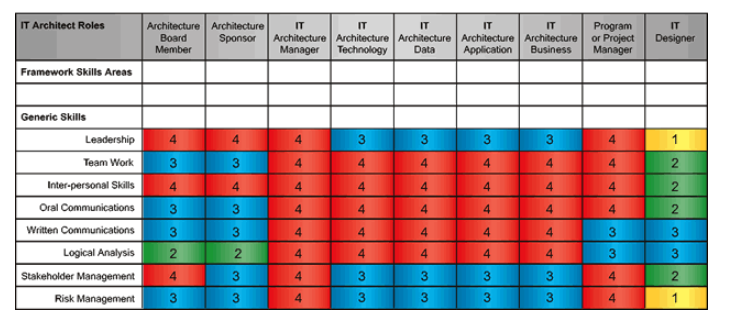 IT Architect Roles Architecture Board Member Architecture Sponsor IT Architecture Manager IT Architecture Technology IT Architecture Data IT Architecture Application IT Architecture Business Program or Project Manager IT Designer
Framework Skills Areas
Generic Skills
Leadership 4 4 4 3 3 3 3 4 1
Team Work 3 3 4 4 4 4 4 4 2
Inter-personal Skills 4 4 4 4 4 4 4 4 2
Oral Communications 3 3 4 4 4 4 4 4 2
Written Communications 3 3 4 4 4 4 4 3 3
Logical Analysis 2 2 4 4 4 4 4 3 3
Stakeholder Management 4 3 4 3 3 3 3 4 2
Risk Management 3 3 4 3 3 3 3 4 1